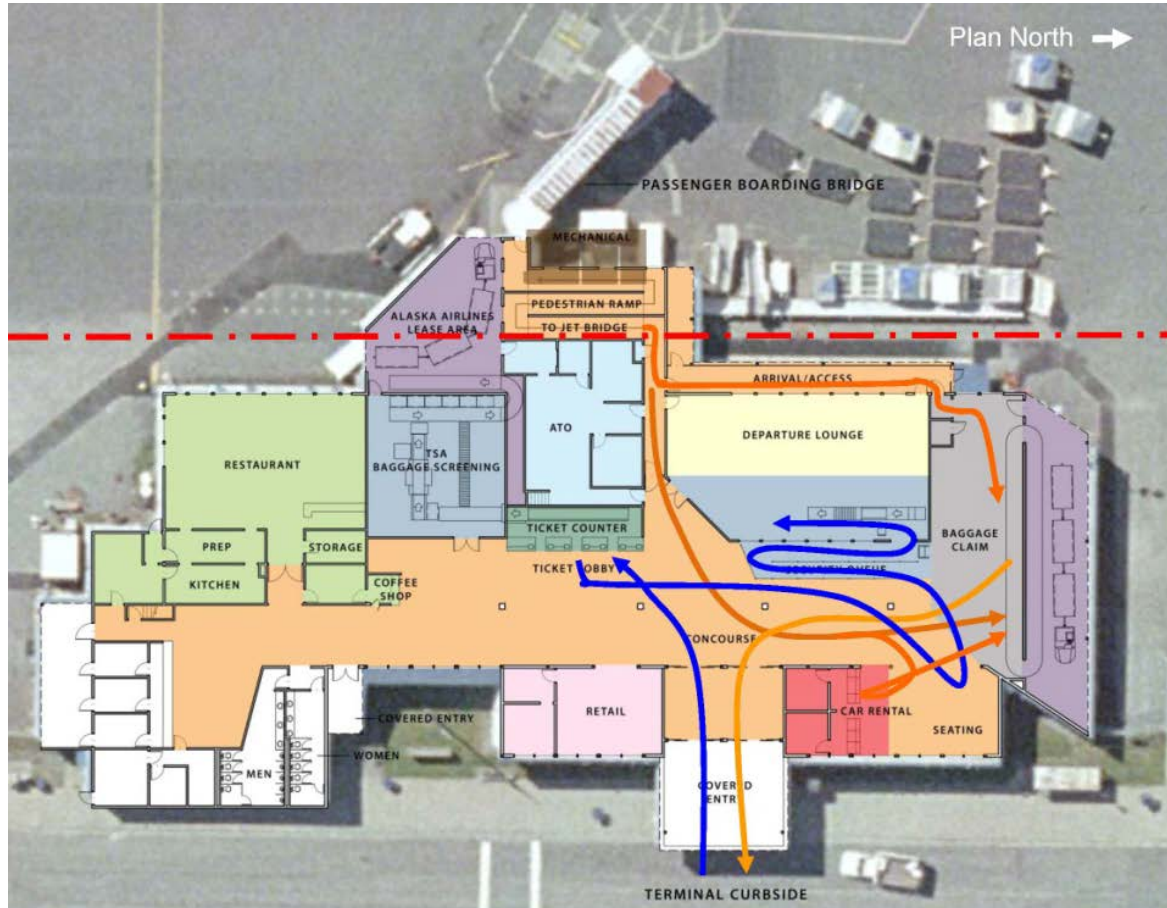 Plan North
PASSENGER BOARDING BRIDGE
MECHANICAL
PEDESTRIAN RAMP
ALASKA AIRLINES
LEASE AREA
TO JET BRIDGE
ARRIVAL/ACCESS
ATO
DEPARTURE LOUNGE
RESTAURANT
TSA
BAGGAGE SCREENING
TICKET COUNTER
BAGGAGE
CLAIM
PREP
STORAGE
TICKET LOBBY
SECURITY QUEUE
KITCHEN
COFFEE
SHOP
CONCOURSE
RETAIL
CAR RENTAL
SEATING
COVERED ENTRY
WOMEN
MEN
COVERED
ENTRY
TERMINAL CURBSIDE